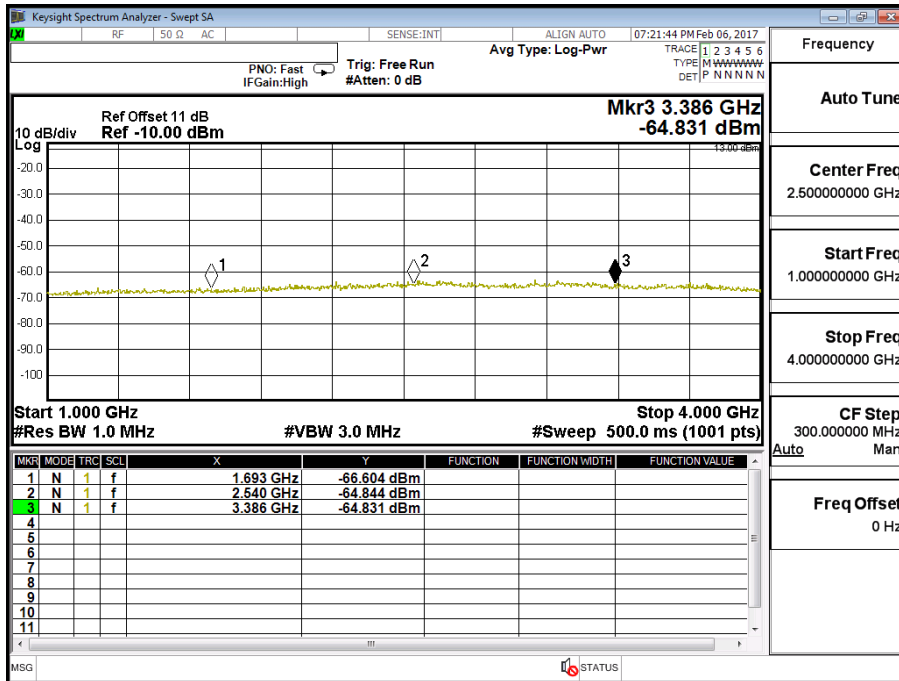 Keysight Spectrum Analyzer - Swept SA
LXI RF 50 Ω AC SENSE:INT ALIGN AUTO 07:21:44 PM Feb 06, 2017
PNO: Fast
IFGain:High
Trig: Free Run
#Atten: 0 dB
Avg Type: Log-Pwr
TRACE 1 2 3 4 5 6
TYPE M W W W W W
DET P N N N N N
Ref Offset 11 dB
10 dB/div Ref -10.00 dBm
Log
Mkr3 3.386 GHz
-64.831 dBm
-13.00 dBm
-20.0
-30.0
-40.0
-50.0
-60.0
-70.0
-80.0
-90.0
-100
1
2
3
Start 1.000 GHz Stop 4.000 GHz
#Res BW 1.0 MHz #VBW 3.0 MHz #Sweep 500.0 ms (1001 pts)
MKR MODE TRC SCL X Y FUNCTION FUNCTION WIDTH FUNCTION VALUE
1 N 1 f 1.693 GHz -66.604 dBm
2 N 1 f 2.540 GHz -64.844 dBm
3 N 1 f 3.386 GHz -64.831 dBm
4
5
6
7
8
9
10
11
MSG STATUS
Frequency
Auto Tune
Center Freq
2.500000000 GHz
Start Freq
1.000000000 GHz
Stop Freq
4.000000000 GHz
CF Step
300.000000 MHz
Auto Man
Freq Offset
0 Hz